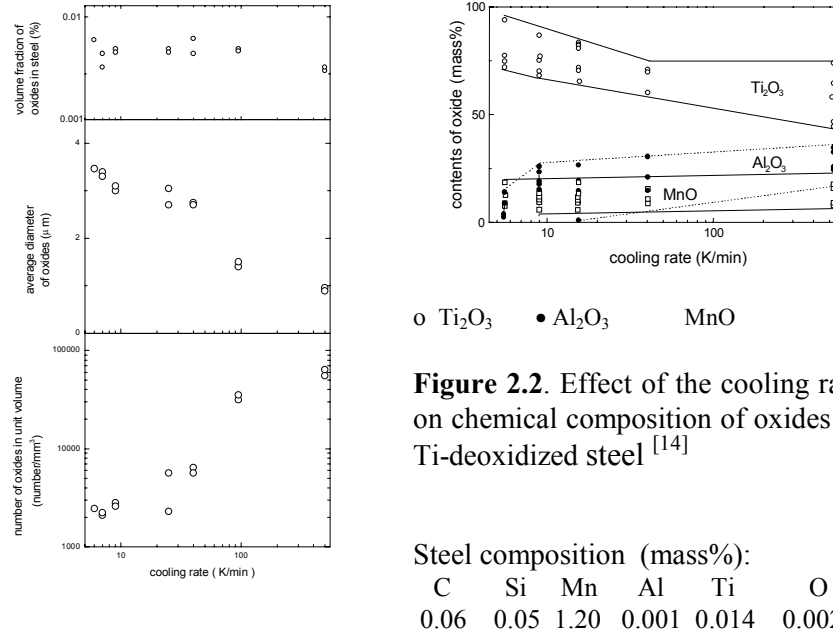 0.01
volume fraction of
oxides in steel (%)
0.001
4
average diameter
of oxides (μ m)
2
0
100000
number of oxides in unit volume
(number/mm³)
10000
1000
10
100
cooling rate ( K/min )
100
contents of oxide (mass%)
75
50
25
0
Ti₂O₃
Al₂O₃
MnO
10
100
cooling rate (K/min)
o Ti₂O₃ • Al₂O₃ MnO
Figure 2.2. Effect of the cooling
on chemical composition of oxides
Ti-deoxidized steel [14]
Steel composition (mass%):
C Si Mn Al Ti O
0.06 0.05 1.20 0.001 0.014 0.002